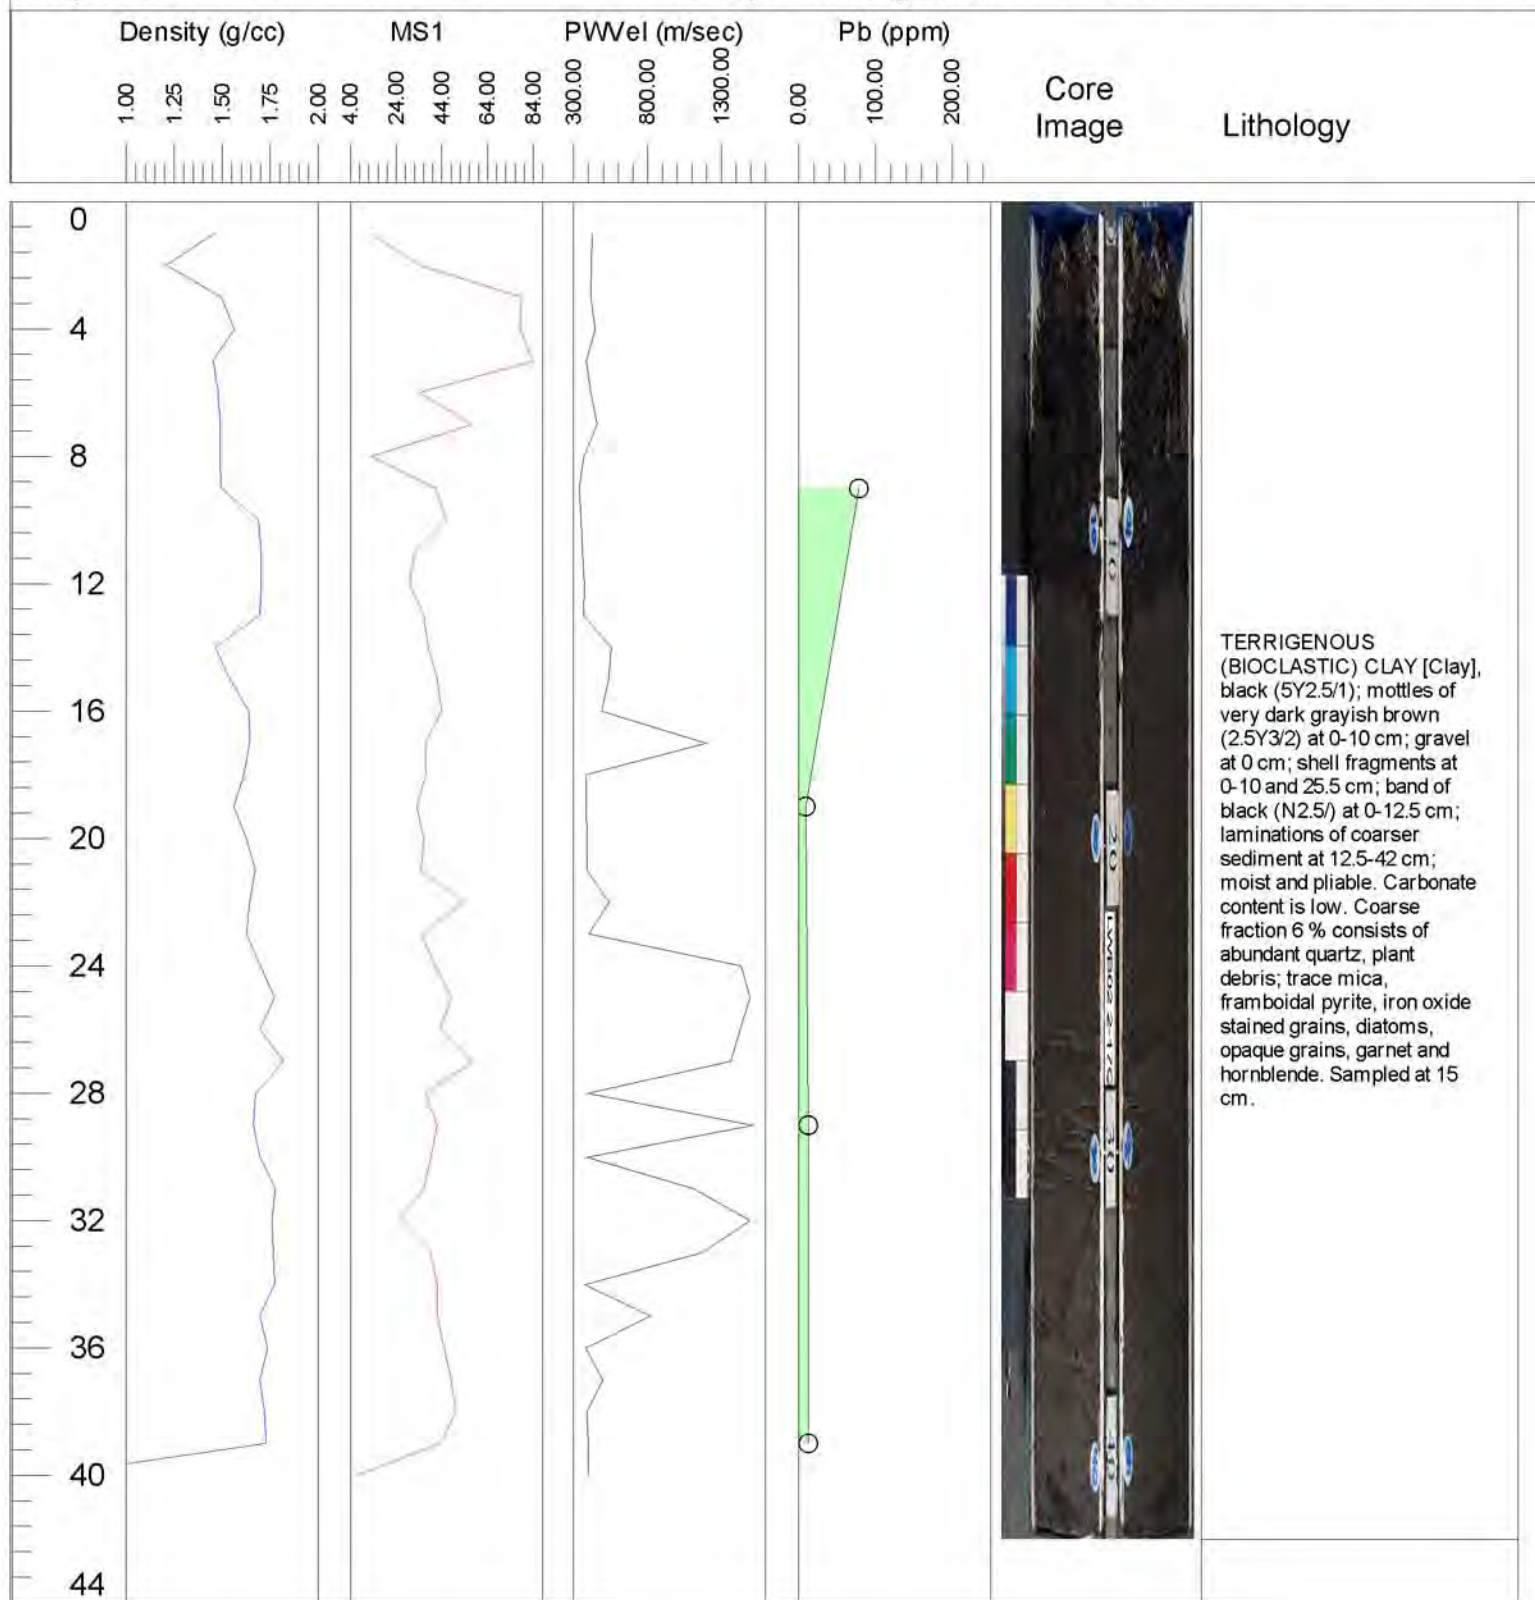 Density (g/cc) MS1 PWVel (m/sec) Pb (ppm)
1.00 1.25 1.50 1.75 2.00 4.00 24.00 44.00 64.00 84.00 300.00 800.00 1300.00 0.00 100.00 200.00
Core
Image
Lithology
0
4
8
12
16
20
24
28
32
36
40
44
10
20
30
40
TERRIGENOUS
(BIOCLASTIC) CLAY [Clay],
black (5Y2.5/1); mottles of
very dark grayish brown
(2.5Y3/2) at 0-10 cm; gravel
at 0 cm; shell fragments at
0-10 and 25.5 cm; band of
black (N2.5/) at 0-12.5 cm;
laminations of coarser
sediment at 12.5-42 cm;
moist and pliable. Carbonate
content is low. Coarse
fraction 6 % consists of
abundant quartz, plant
debris; trace mica,
framboidal pyrite, iron oxide
stained grains, diatoms,
opaque grains, garnet and
hornblende. Sampled at 15
cm.